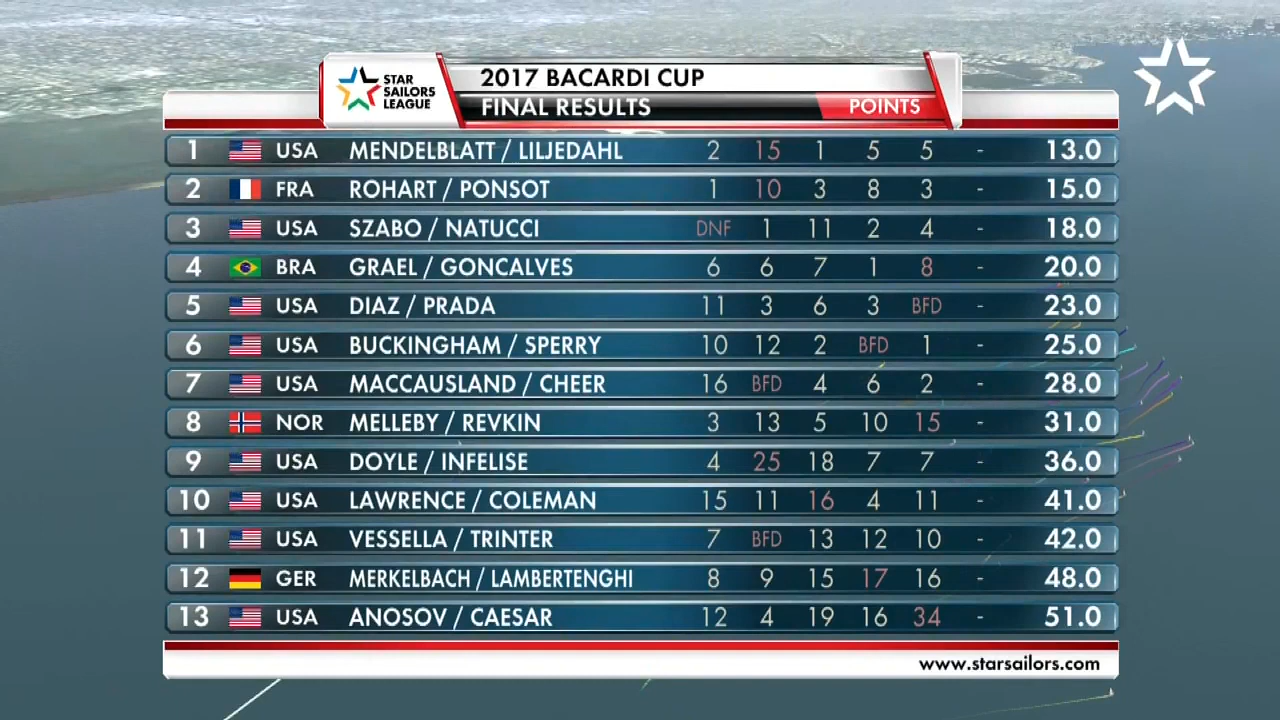 STAR
SAILORS
LEAGUE
2017 BACARDI CUP
FINAL RESULTS POINTS
1 USA MENDELBLATT / LILJEDAHL 2 15 1 5 5 - 13.0
2 FRA ROHART / PONSOT 1 10 3 8 3 - 15.0
3 USA SZABO / NATUCCI DNF 1 11 2 4 - 18.0
4 BRA GRAEL / GONCALVES 6 6 7 1 8 - 20.0
5 USA DIAZ / PRADA 11 3 6 3 BFD - 23.0
6 USA BUCKINGHAM / SPERRY 10 12 2 BFD 1 - 25.0
7 USA MACCAUSLAND / CHEER 16 BFD 4 6 2 - 28.0
8 NOR MELLEBY / REVKIN 3 13 5 10 15 - 31.0
9 USA DOYLE / INFELISE 4 25 18 7 7 - 36.0
10 USA LAWRENCE / COLEMAN 15 11 16 4 11 - 41.0
11 USA VESSELLA / TRINTER 7 BFD 13 12 10 - 42.0
12 GER MERKELBACH / LAMBERTENGHI 8 9 15 17 16 - 48.0
13 USA ANOSOV / CAESAR 12 4 19 16 34 - 51.0
www.starsailors.com